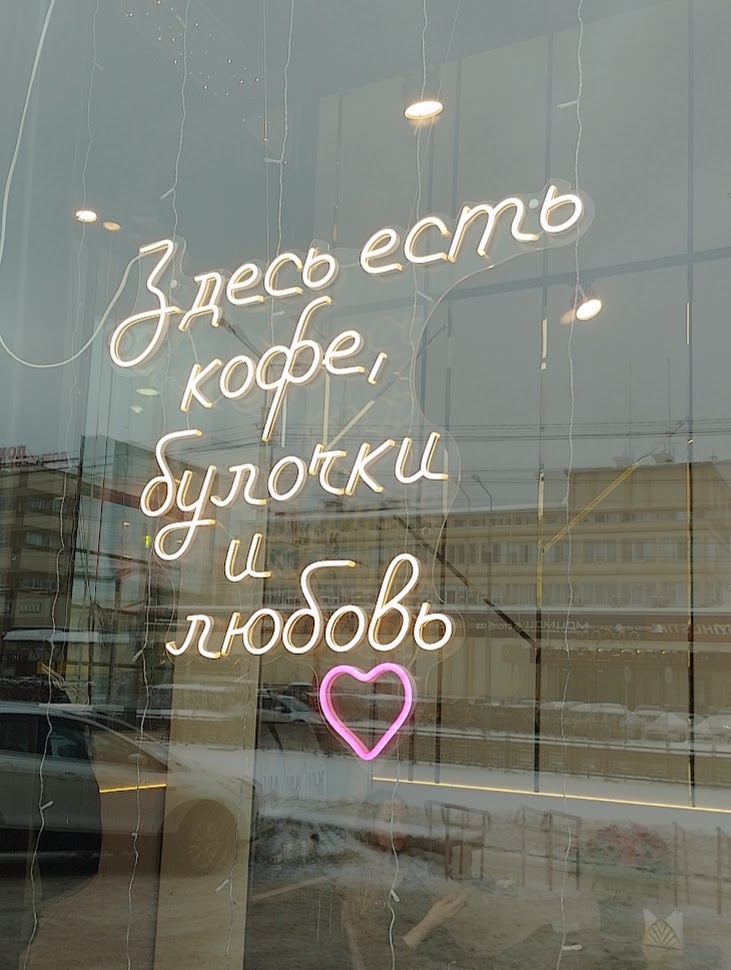 Здесь есть
кофе,
булочки
и
любовь